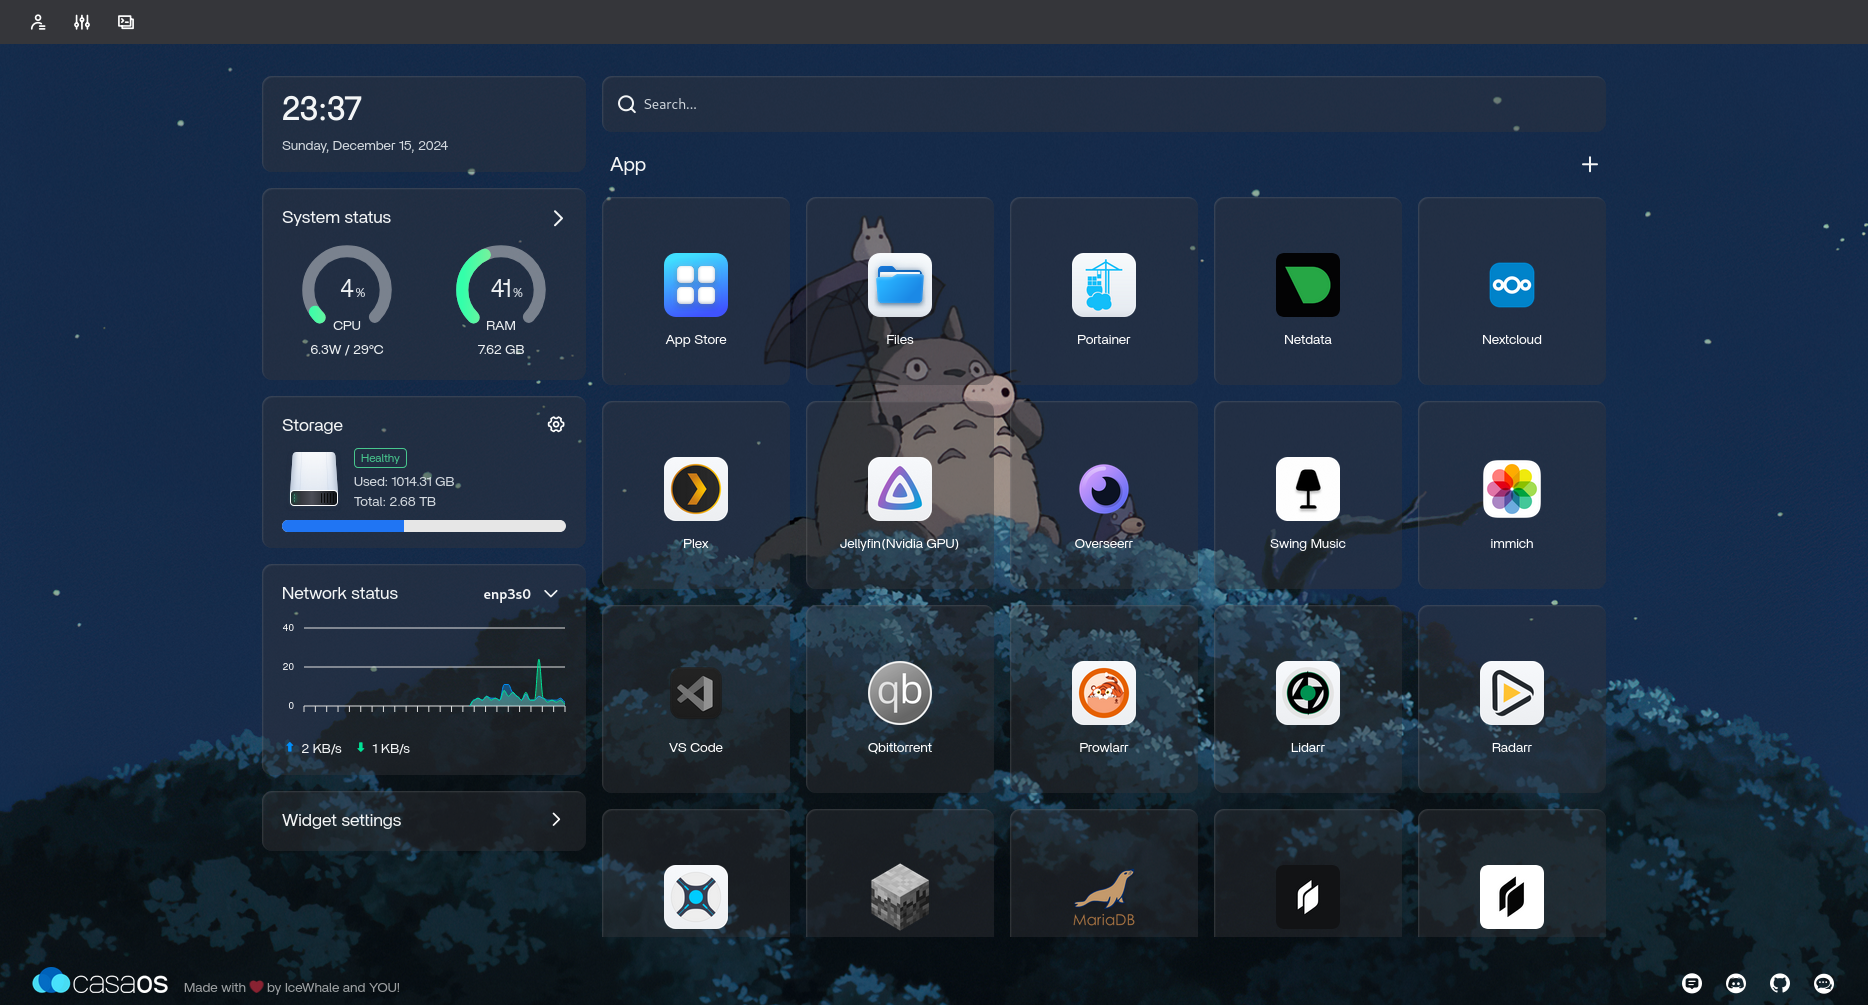 23:37
Sunday, December 15, 2024
Search...
App
System status
4%
CPU
6.3W / 29°C
41%
RAM
7.62 GB
Storage
Healthy
Used: 1014.31 GB
Total: 2.68 TB
Network status
enp3s0
40
20
0
2 KB/s
1 KB/s
Widget settings
App Store
Files
Portainer
Netdata
Nextcloud
Plex
Jellyfin(Nvidia GPU)
Overseerr
Swing Music
immich
VS Code
qb
Qbittorrent
Prowlarr
Lidarr
Radarr
MariaDB
casaos
Made with ❤ by IceWhale and YOU!